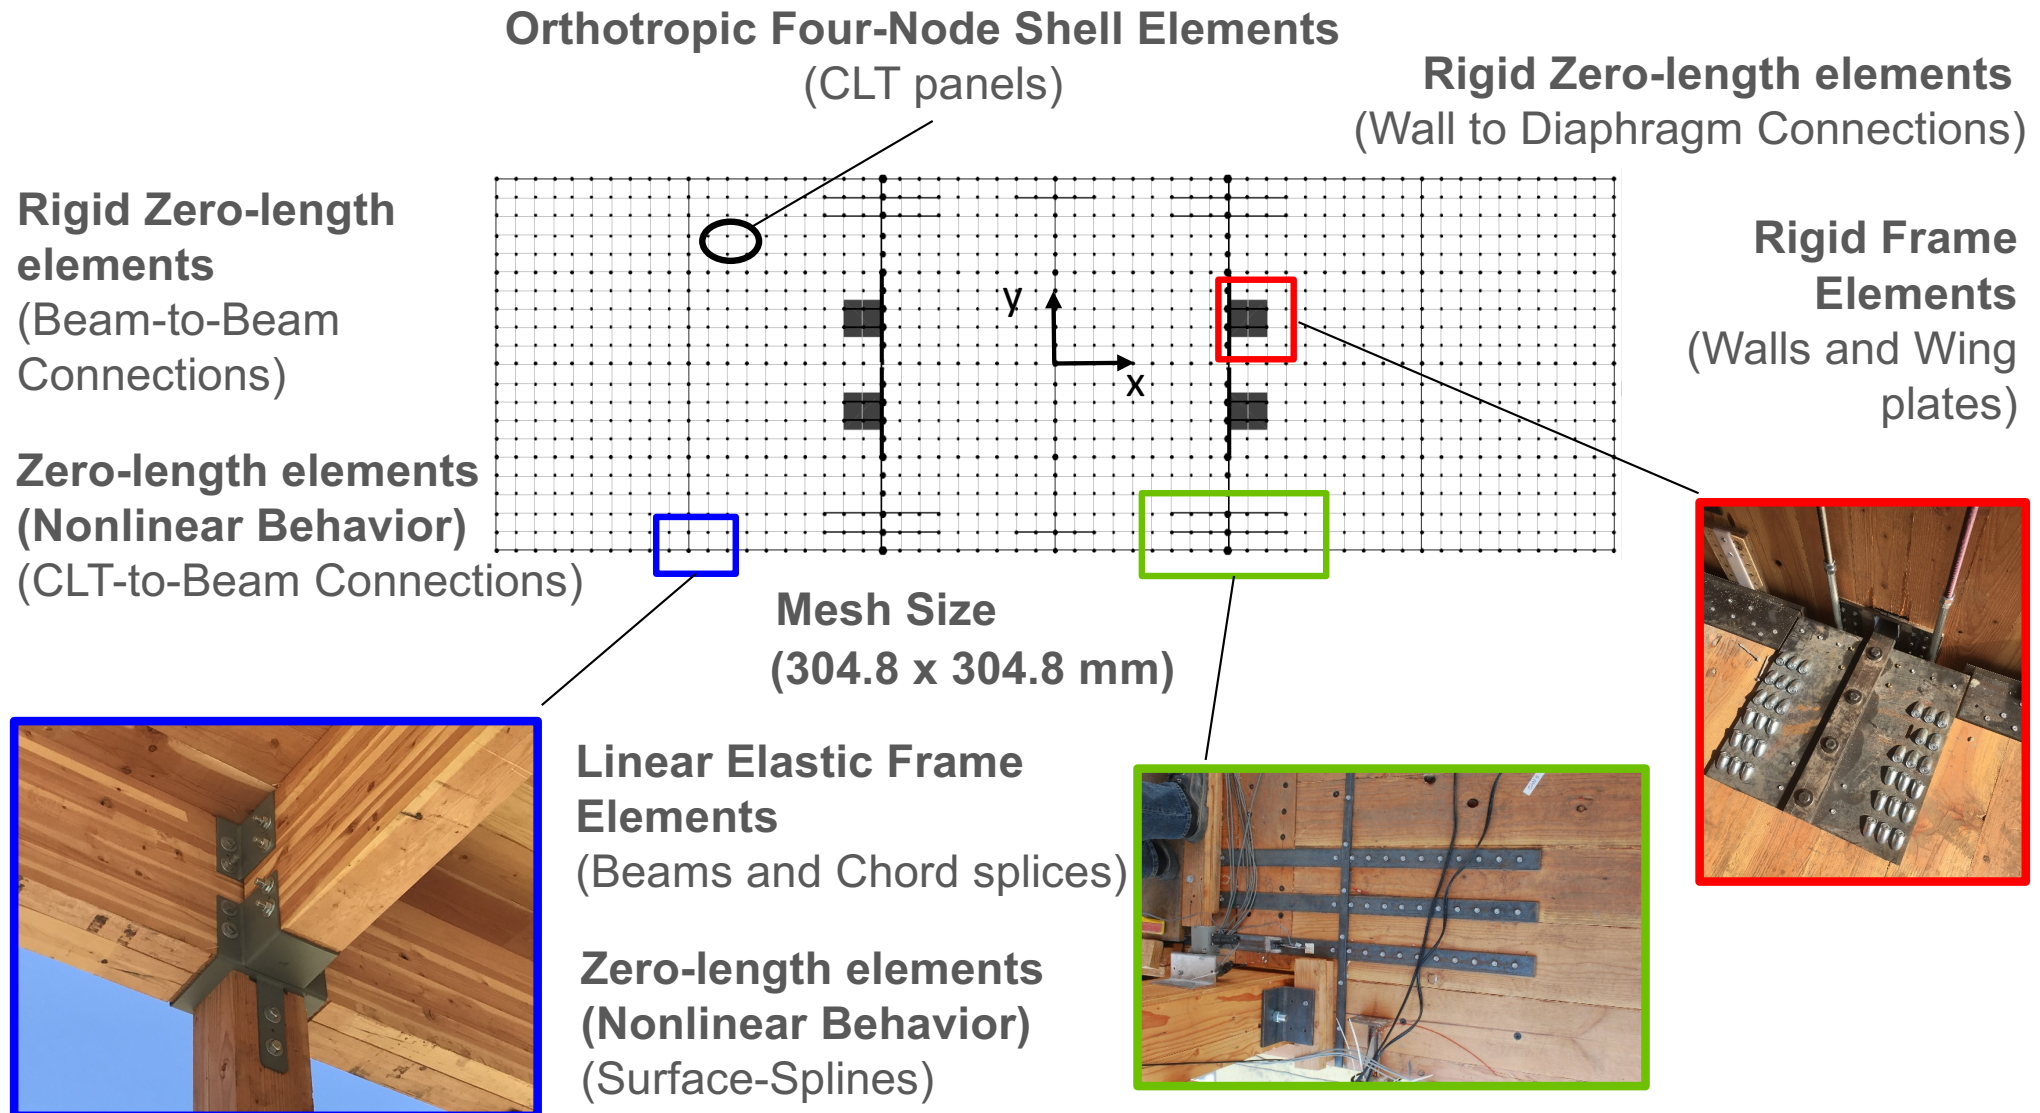 Orthotropic Four-Node Shell Elements
(CLT panels)
Rigid Zero-length elements
(Wall to Diaphragm Connections)
Rigid Zero-length
elements
(Beam-to-Beam
Connections)
Rigid Frame
Elements
(Walls and Wing
plates)
y
x
Zero-length elements
(Nonlinear Behavior)
(CLT-to-Beam Connections)
Mesh Size
(304.8 x 304.8 mm)
Linear Elastic Frame
Elements
(Beams and Chord splices)
Zero-length elements
(Nonlinear Behavior)
(Surface-Splines)